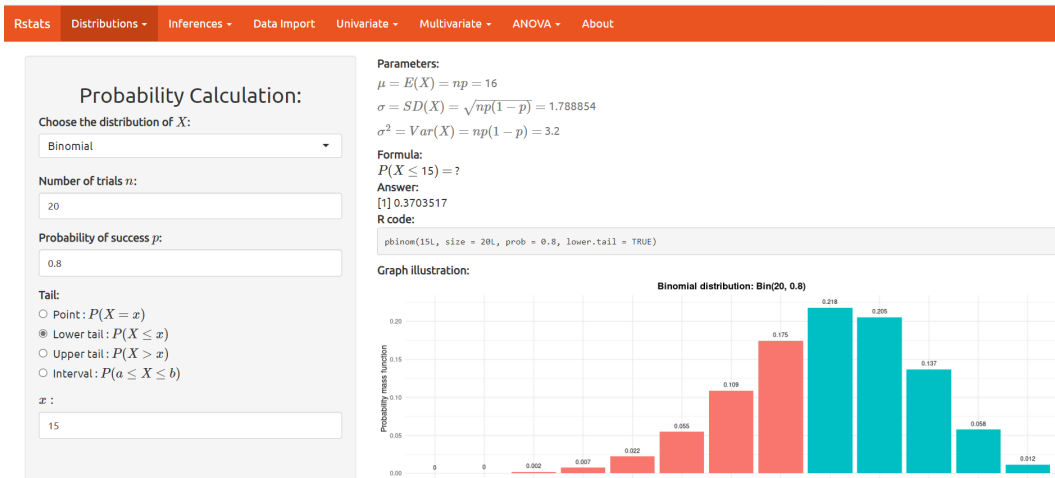 Rstats Distributions Inferences Data Import Univariate Multivariate ANOVA About
Probability Calculation:
Choose the distribution of X:
Binomial
Number of trials n:
20
Probability of success p:
0.8
Tail:
Point : P(X = x)
Lower tail : P(X ≤ x)
Upper tail : P(X > x)
Interval : P(a ≤ X ≤ b)
x :
15
Parameters:
μ = E(X) = np = 16
σ = SD(X) = √np(1 − p) = 1.788854
σ² = Var(X) = np(1 − p) = 3.2
Formula:
P(X ≤ 15) = ?
Answer:
[1] 0.3703517
R code:
pbinom(15L, size = 20L, prob = 0.8, lower.tail = TRUE)
Graph illustration:
Binomial distribution: Bin(20, 0.8)
Probability mass function
0.20
0.15
0.10
0.05
0.00
0 0 0.002 0.007 0.022 0.055 0.109 0.175 0.218 0.205 0.137 0.058 0.012